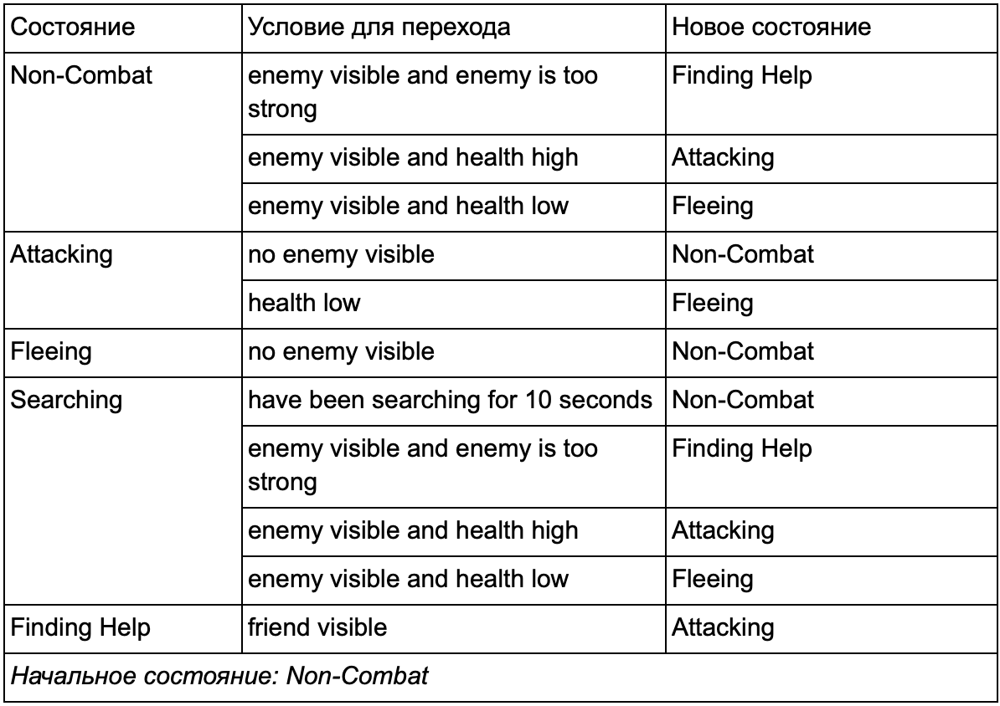 Состояние Условие для перехода Новое состояние
Non-Combat enemy visible and enemy is too Finding Help
strong
enemy visible and health high Attacking
enemy visible and health low Fleeing
Attacking no enemy visible Non-Combat
health low Fleeing
Fleeing no enemy visible Non-Combat
Searching have been searching for 10 seconds Non-Combat
enemy visible and enemy is too Finding Help
strong
enemy visible and health high Attacking
enemy visible and health low Fleeing
Finding Help friend visible Attacking
Начальное состояние: Non-Combat